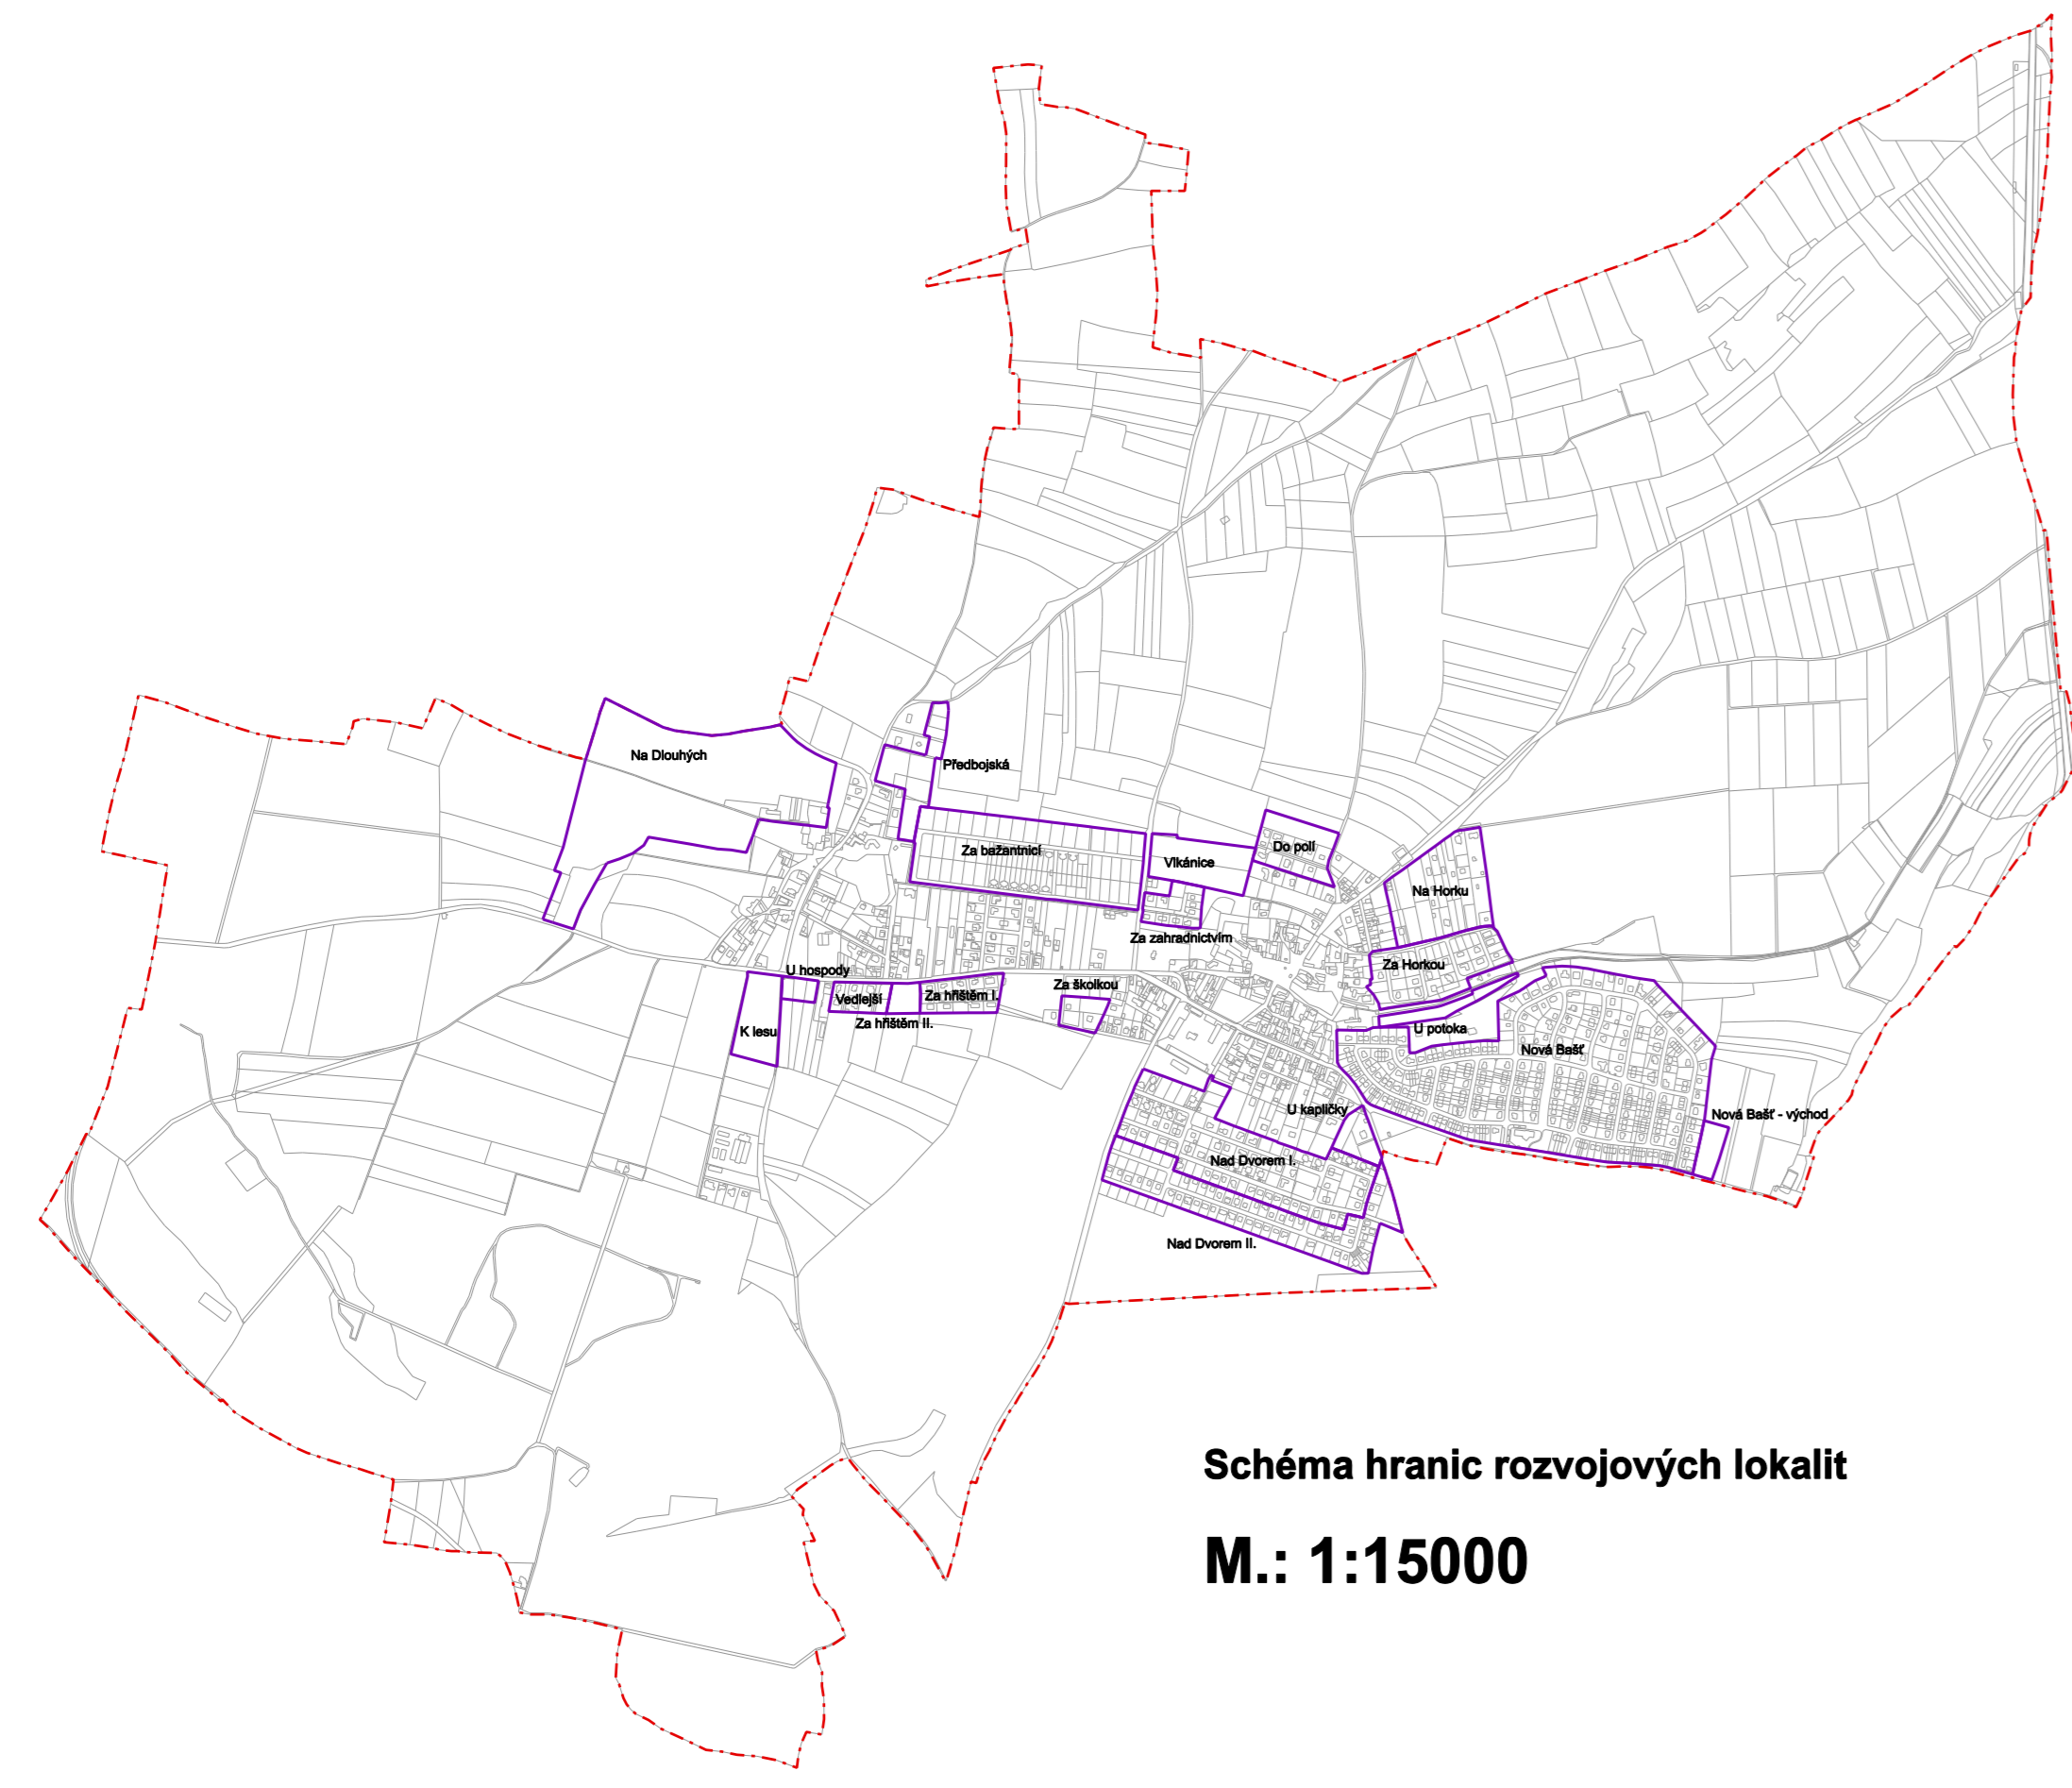 Na Dlouhých
Předbojská
Za bažantnicí
Vlkánice
Do polí
Na Horku
Za zahradnictvím
Za Horkou
U hospody
Za školkou
Vedlejší
Za hřištěm I.
Za hřištěm II.
K lesu
U potoka
Nová Bašť
U kapličky
Nová Bašť - východ
Nad Dvorem I.
Nad Dvorem II.
Schéma hranic rozvojových lokalit
M.: 1:15000